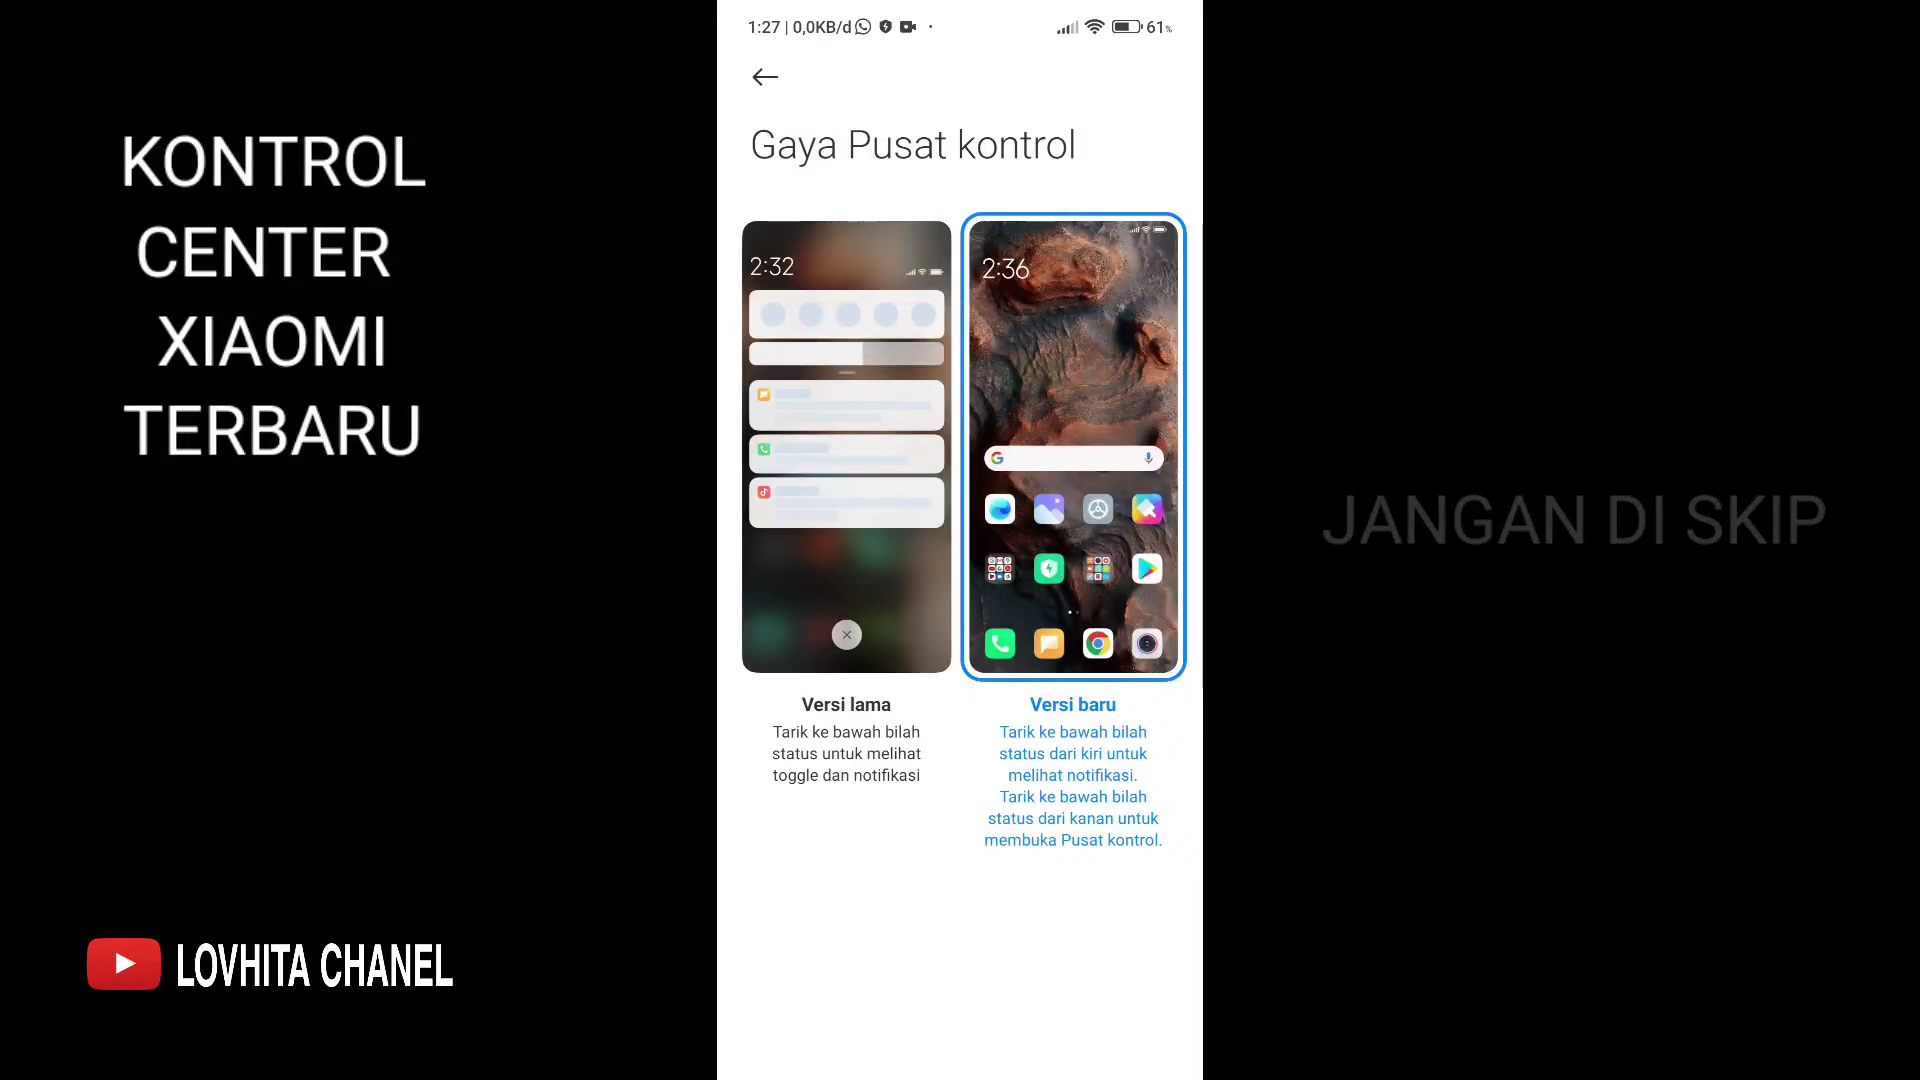 KONTROL
CENTER
XIAOMI
TERBARU
LOVHITA CHANEL
1:27 | 0,0KB/d
61%
Gaya Pusat kontrol
2:32
Versi lama
Tarik ke bawah bilah
status untuk melihat
toggle dan notifikasi
2:36
Versi baru
Tarik ke bawah bilah
status dari kiri untuk
melihat notifikasi.
Tarik ke bawah bilah
status dari kanan untuk
membuka Pusat kontrol.
JANGAN DI SKIP